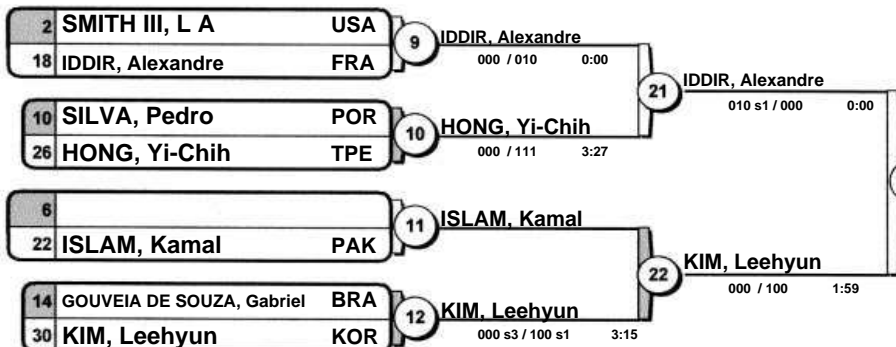 2 SMITH III, L A USA
18 IDDIR, Alexandre FRA
9
IDDIR, Alexandre
000 / 010 0:00
10 SILVA, Pedro POR
26 HONG, Yi-Chih TPE
10
HONG, Yi-Chih
000 / 111 3:27
21
IDDIR, Alexandre
010 s1 / 000 0:00
6
22 ISLAM, Kamal PAK
11
ISLAM, Kamal
14 GOUVEIA DE SOUZA, Gabriel BRA
30 KIM, Leehyun KOR
12
KIM, Leehyun
000 s3 / 100 s1 3:15
22
KIM, Leehyun
000 / 100 1:59